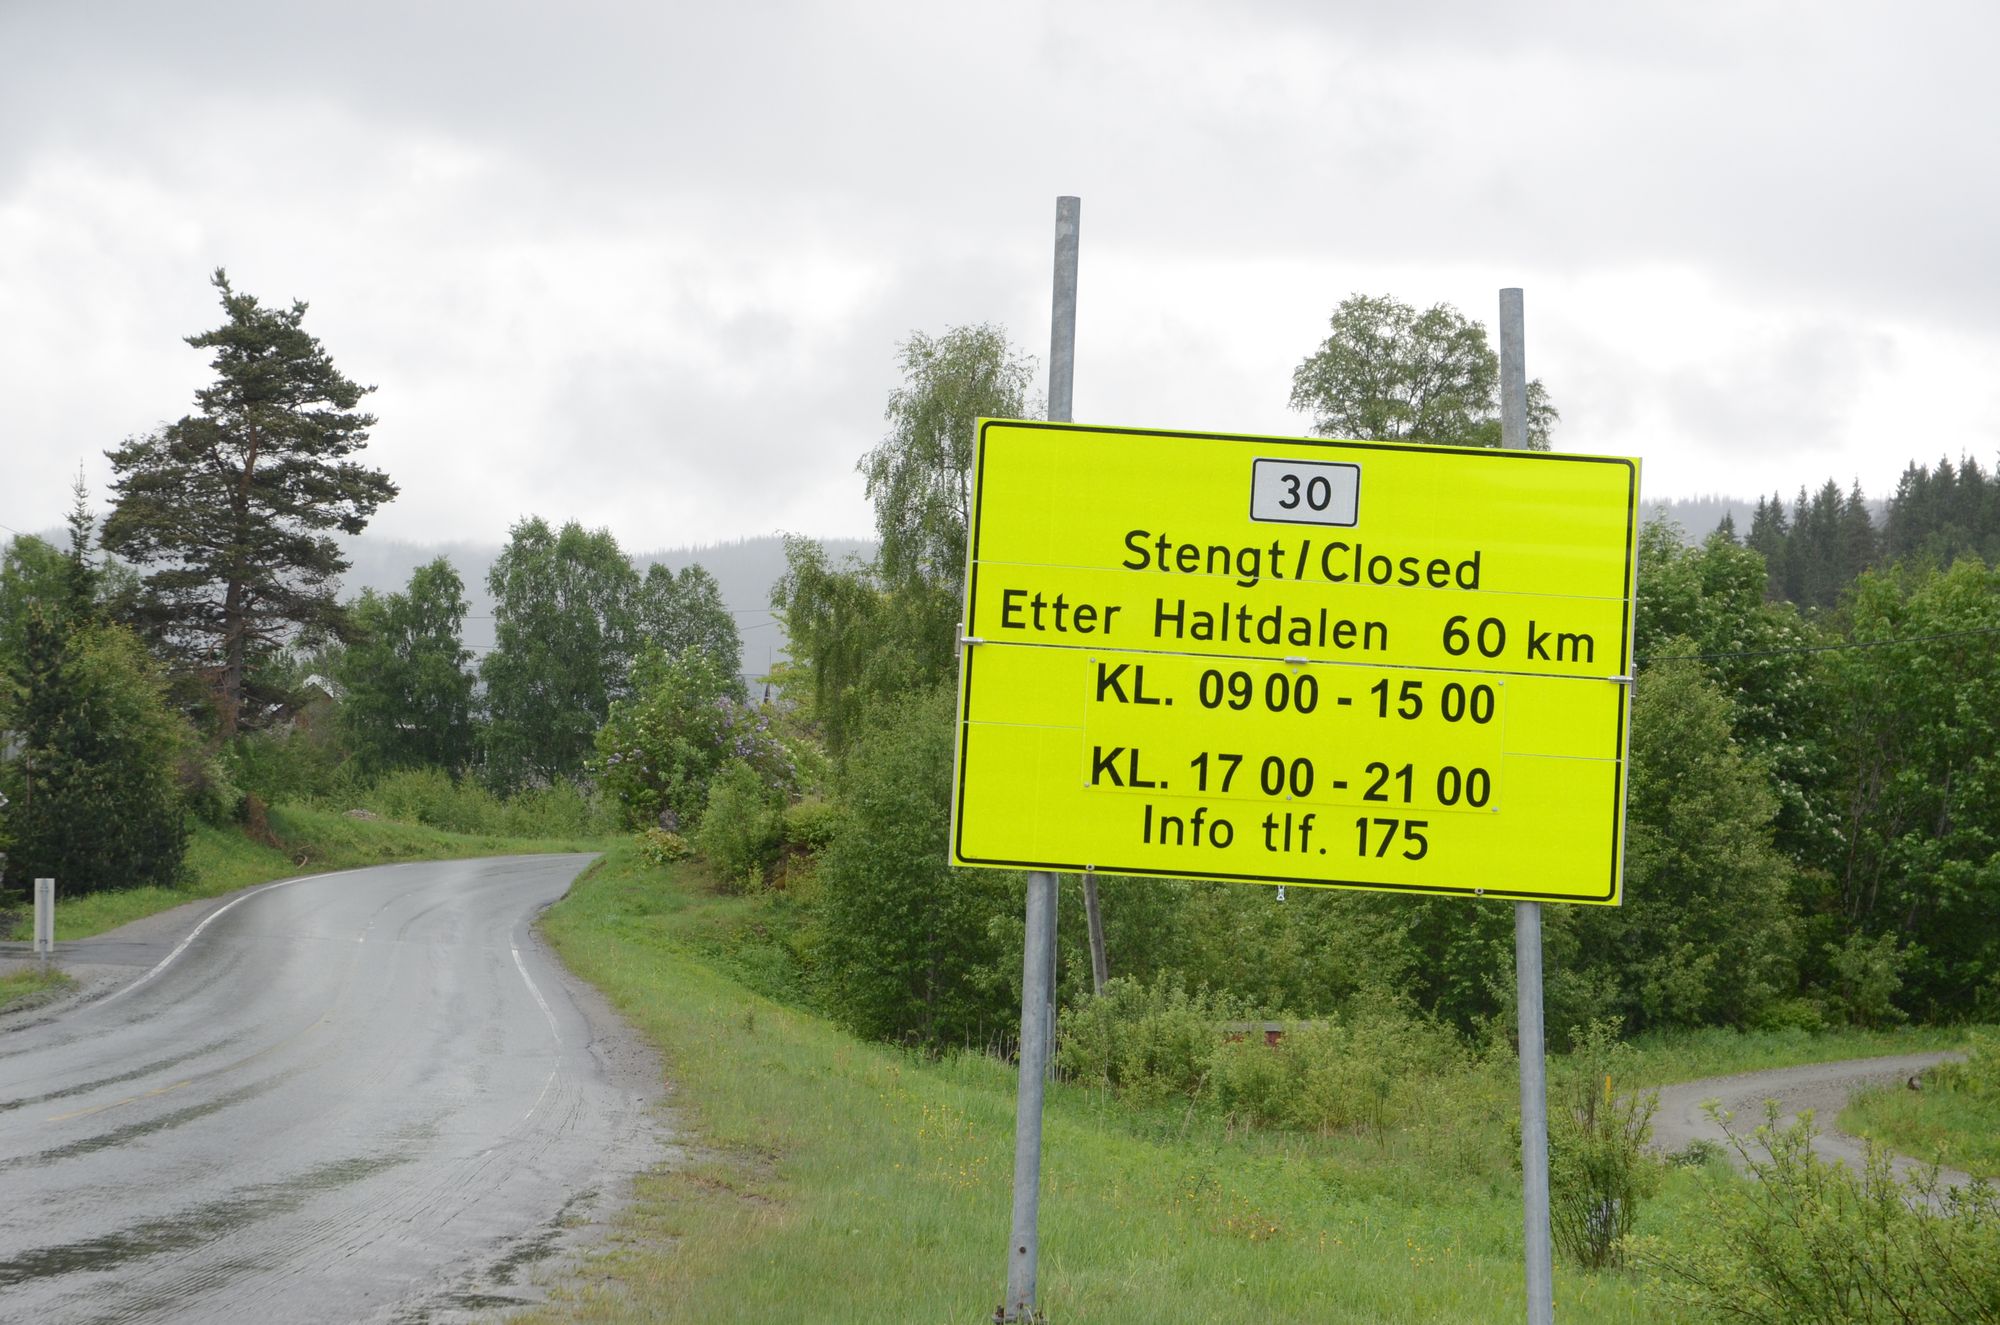 30
Stengt/Closed
Etter Haltdalen 60 km
KL. 09 00 - 15 00
KL. 17 00 - 21 00
Info tlf. 175